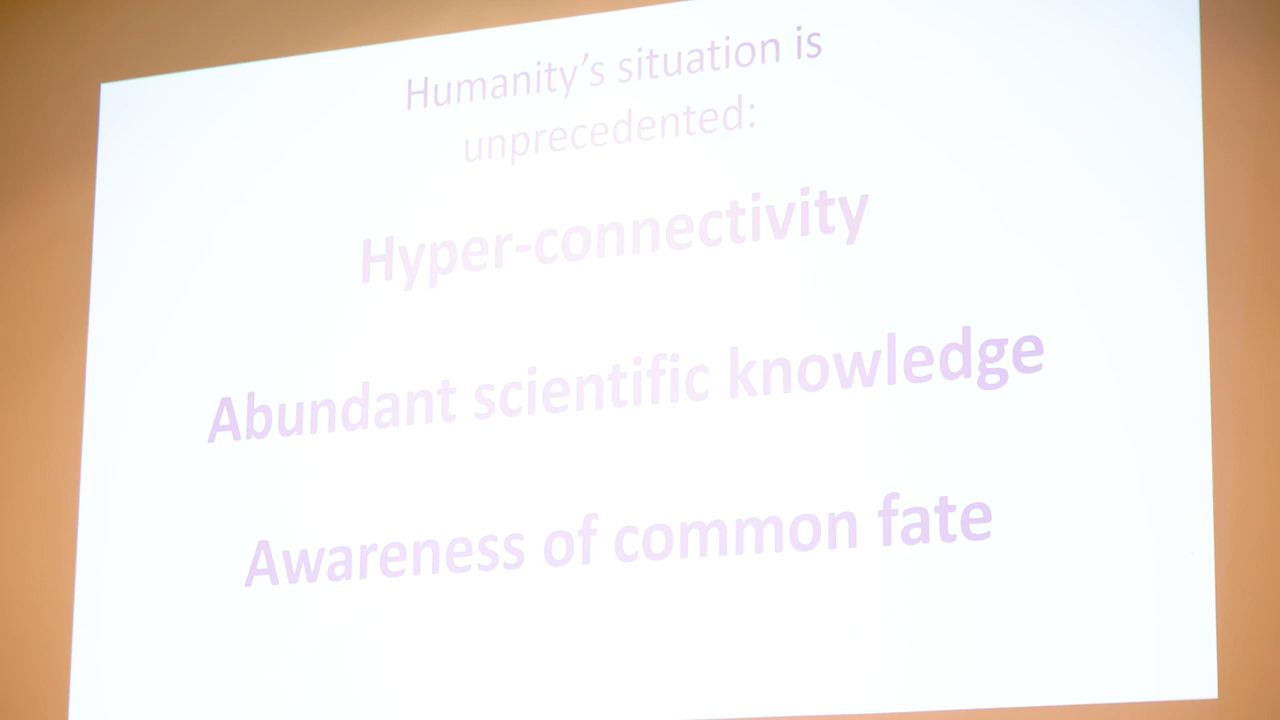 Humanity’s situation is
unprecedented:
Hyper-connectivity
Abundant scientific knowledge
Awareness of common fate